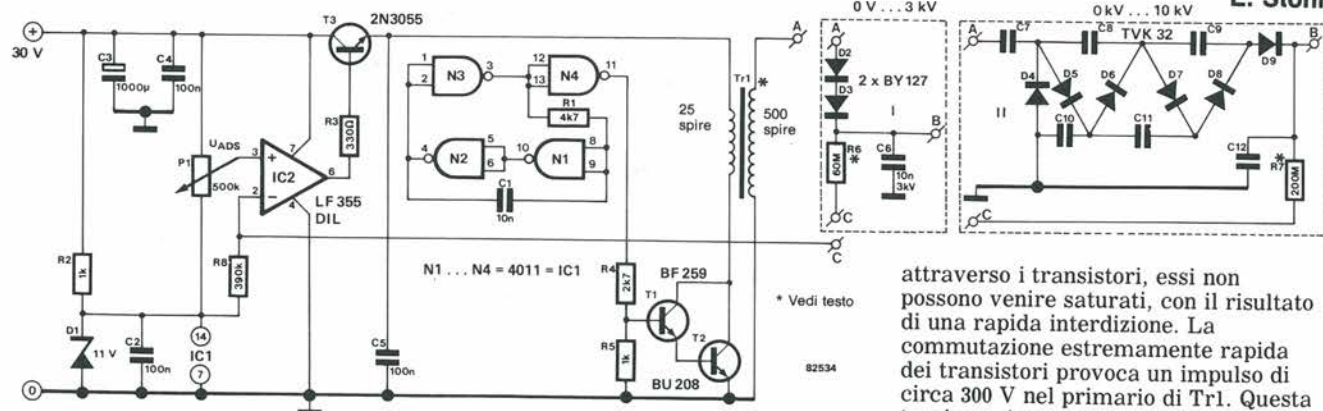 0 V . . . 3 kV
0 kV . . . 10 kV
+
30 V
C3
1000µ
C4
100n
T3
2N3055
R3
330Ω
UADS
P1
500k
3
2
7
4
6
+
−
IC2
LF 355
DIL
R2
1k
R8
390k
D1
11 V
C2
100n
14
IC1
7
0
1
2
N3
3
12
13
N4
11
R1
4k7
4
N2
5
6
10
N1
8
9
C1
10n
N1 . . . N4 = 4011 = IC1
C5
100n
R4
2k7
R5
1k
T1
BF 259
T2
BU 208
25
spire
Tr1
*
500
spire
A
C
* Vedi testo
82534
A
D2
D3
2 x BY127
I
B
R6
*
60M
C6
10n
3kV
C
A
C7
C8
TVK 32
C9
B
D9
D4
D5
D6
D7
D8
II
C10
C11
C12
R7
*
200M
C
attraverso i transistori, essi non
possono venire saturati, con il risultato
di una rapida interdizione. La
commutazione estremamente rapida
dei transistori provoca un impulso di
circa 300 V nel primario di Tr1. Questa